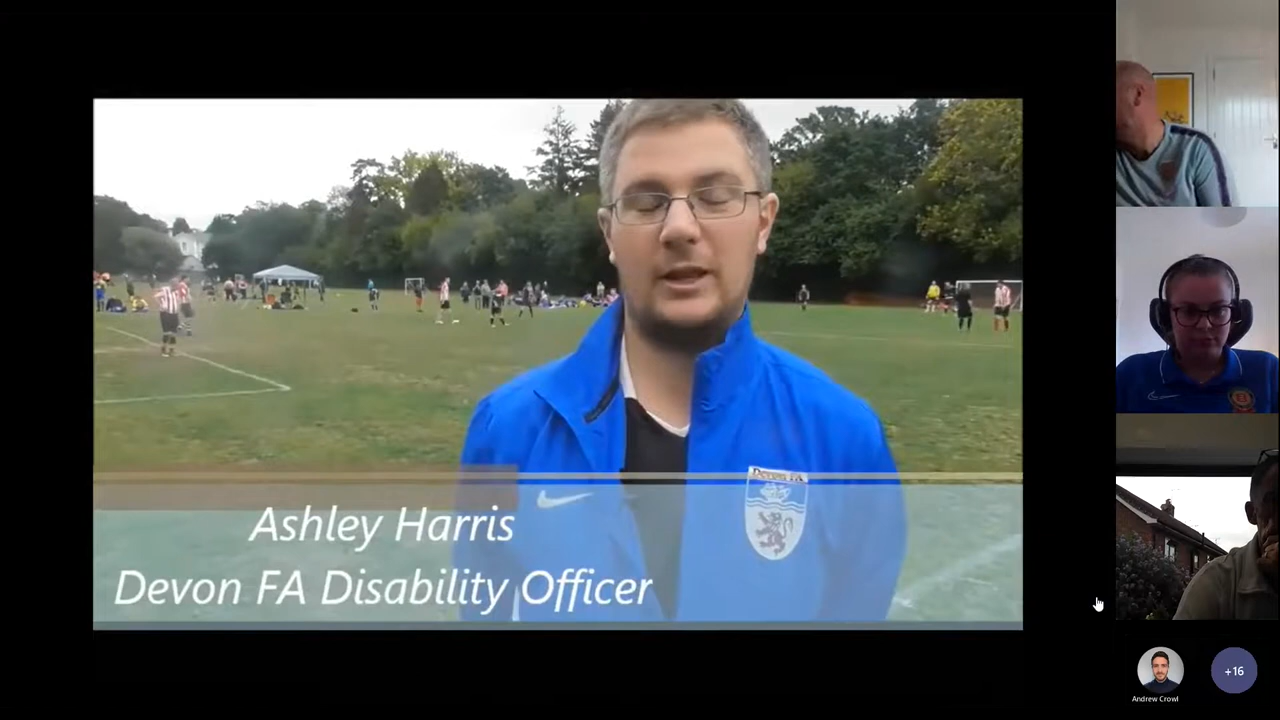 Devon FA
Ashley Harris
Devon FA Disability Officer
Andrew Crowl
+16